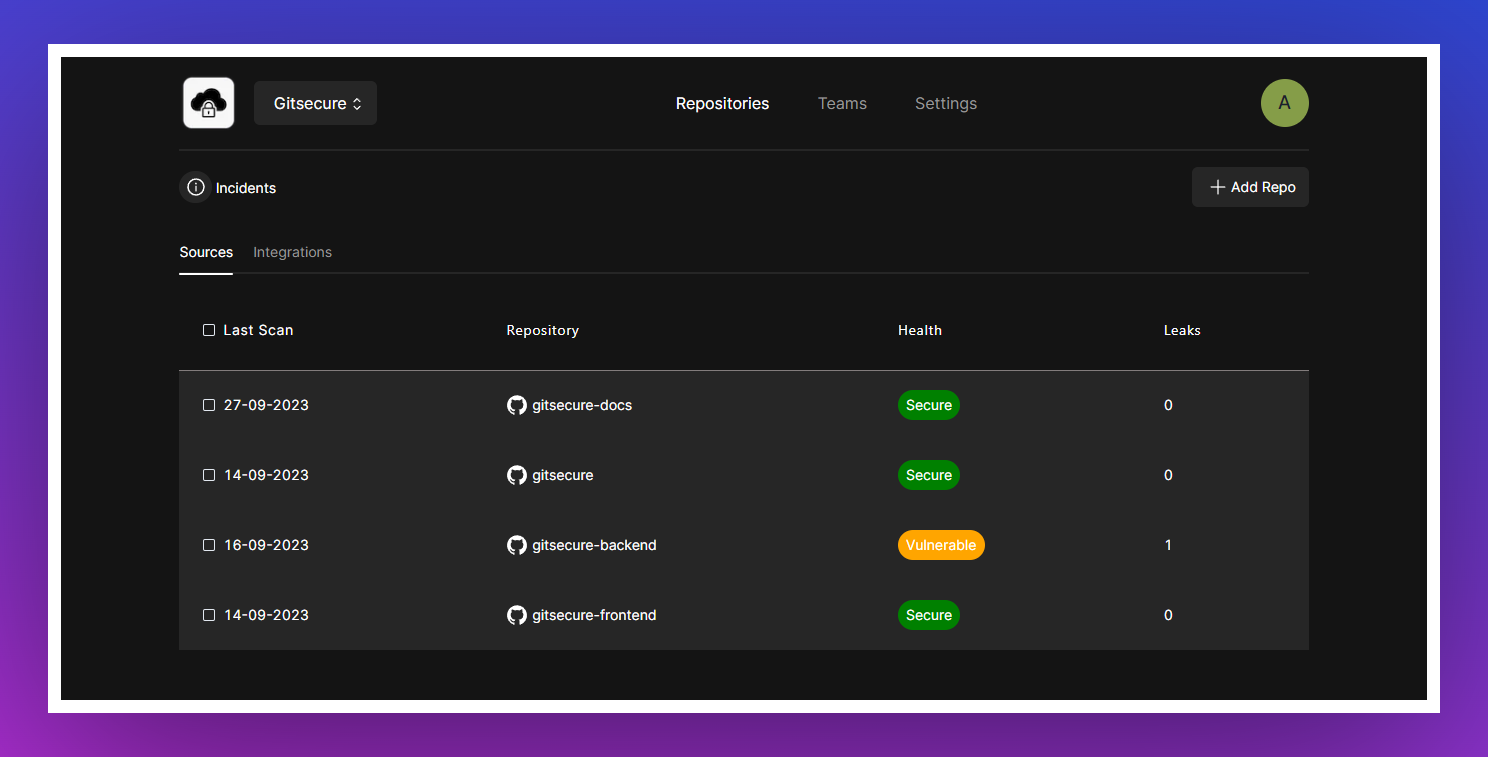 Gitsecure
Repositories
Teams
Settings
A
Incidents
Add Repo
Sources
Integrations
Last Scan Repository Health Leaks
27-09-2023 gitsecure-docs Secure 0
14-09-2023 gitsecure Secure 0
16-09-2023 gitsecure-backend Vulnerable 1
14-09-2023 gitsecure-frontend Secure 0